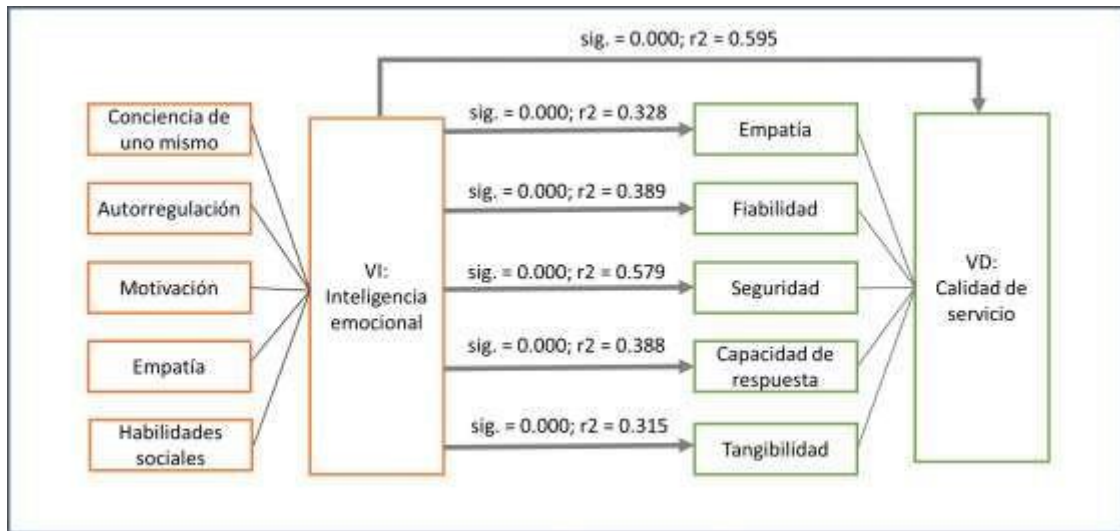 sig. = 0.000; r2 = 0.595
Conciencia de
uno mismo
Autorregulación
Motivación
Empatía
Habilidades
sociales
VI:
Inteligencia
emocional
sig. = 0.000; r2 = 0.328
sig. = 0.000; r2 = 0.389
sig. = 0.000; r2 = 0.579
sig. = 0.000; r2 = 0.388
sig. = 0.000; r2 = 0.315
Empatía
Fiabilidad
Seguridad
Capacidad de
respuesta
Tangibilidad
VD:
Calidad de
servicio